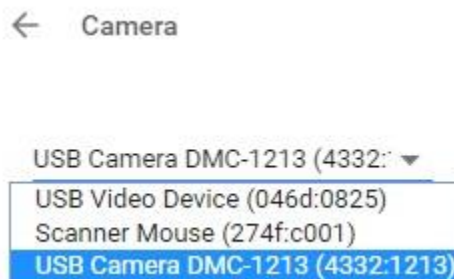 Camera
USB Camera DMC-1213 (4332:
USB Video Device (046d:0825)
Scanner Mouse (274f:c001)
USB Camera DMC-1213 (4332:1213)